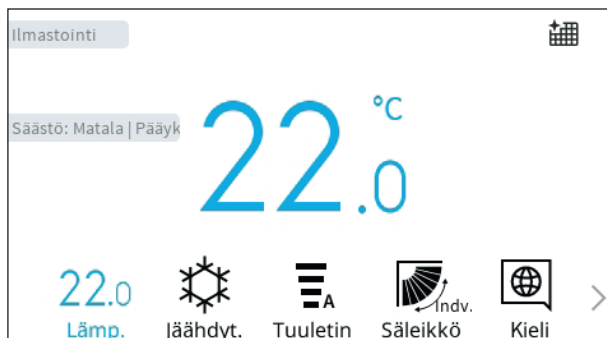 Ilmastointi
Säästö: Matala | Pääyk
°C
22.0
22.0
A
Indv.
Lämp.
Jäähdyt.
Tuuletin
Säleikkö
Kieli